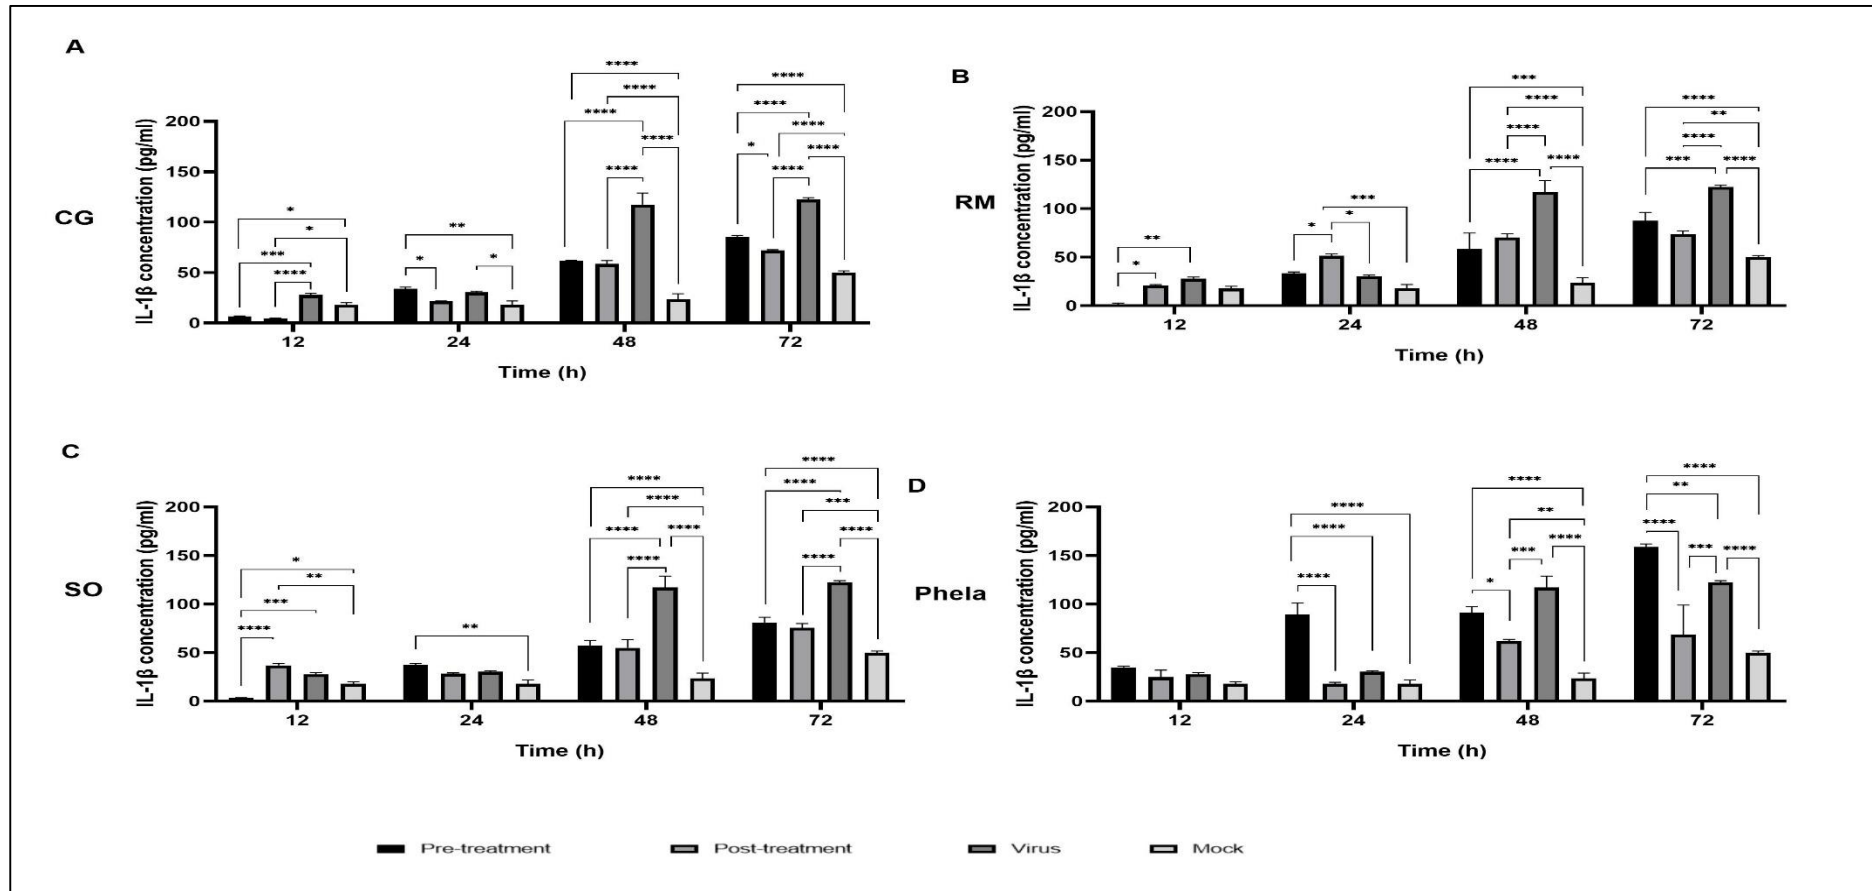 A
CG
IL-1β concentration (pg/ml)
200
150
100
50
0
* * *** **** ** * * **** **** **** **** **** **** **** * **** **** ****
12 24 48 72
Time (h)
B
RM
IL-1β concentration (pg/ml)
200
150
100
50
0
** * *** * * *** **** **** **** **** **** ** **** *** ****
12 24 48 72
Time (h)
C
SO
IL-1β concentration (pg/ml)
200
150
100
50
0
* ** *** **** ** **** **** **** **** **** **** **** *** **** ****
12 24 48 72
Time (h)
D
Phela
IL-1β concentration (pg/ml)
200
150
100
50
0
**** **** **** **** ** *** **** * **** ** **** *** ****
12 24 48 72
Time (h)
Pre-treatment Post-treatment Virus Mock